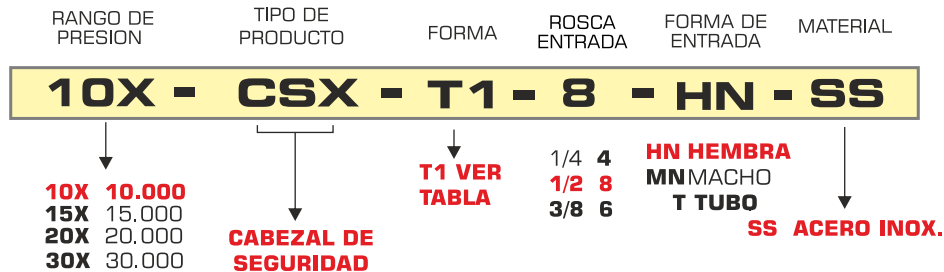 RANGO DE
PRESION
TIPO DE
PRODUCTO
FORMA
ROSCA
ENTRADA
FORMA DE
ENTRADA
MATERIAL
10X - CSX - T1 - 8 - HN - SS
10X 10.000
15X 15.000
20X 20.000
30X 30.000
CABEZAL DE
SEGURIDAD
T1 VER
TABLA
1/4 4
1/2 8
3/8 6
HN HEMBRA
MN MACHO
T TUBO
SS ACERO INOX.